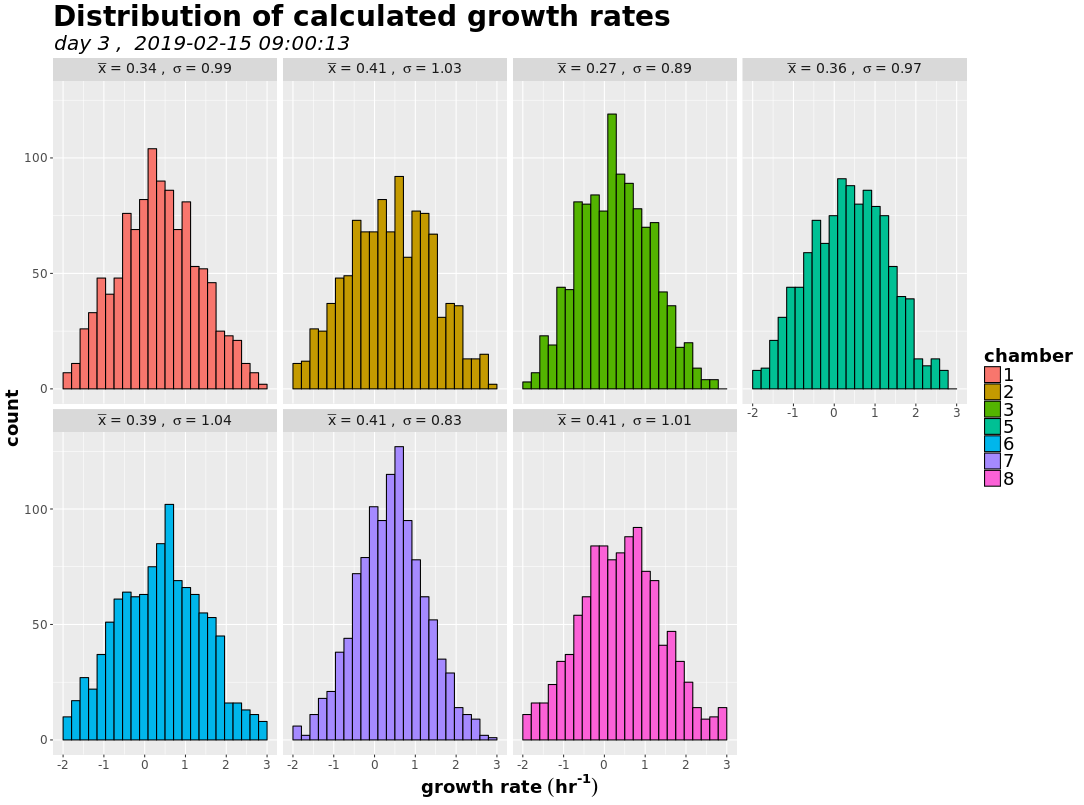 Distribution of calculated growth rates
day 3 ,  2019-02-15 09:00:13
x̅ = 0.34 ,  σ = 0.99
x̅ = 0.41 ,  σ = 1.03
x̅ = 0.27 ,  σ = 0.89
x̅ = 0.36 ,  σ = 0.97
100
50
0
-2 -1 0 1 2 3
chamber
1
2
3
5
6
7
8
count
x̅ = 0.39 ,  σ = 1.04
x̅ = 0.41 ,  σ = 0.83
x̅ = 0.41 ,  σ = 1.01
100
50
0
-2 -1 0 1 2 3
-2 -1 0 1 2 3
-2 -1 0 1 2 3
growth rate (hr⁻¹)